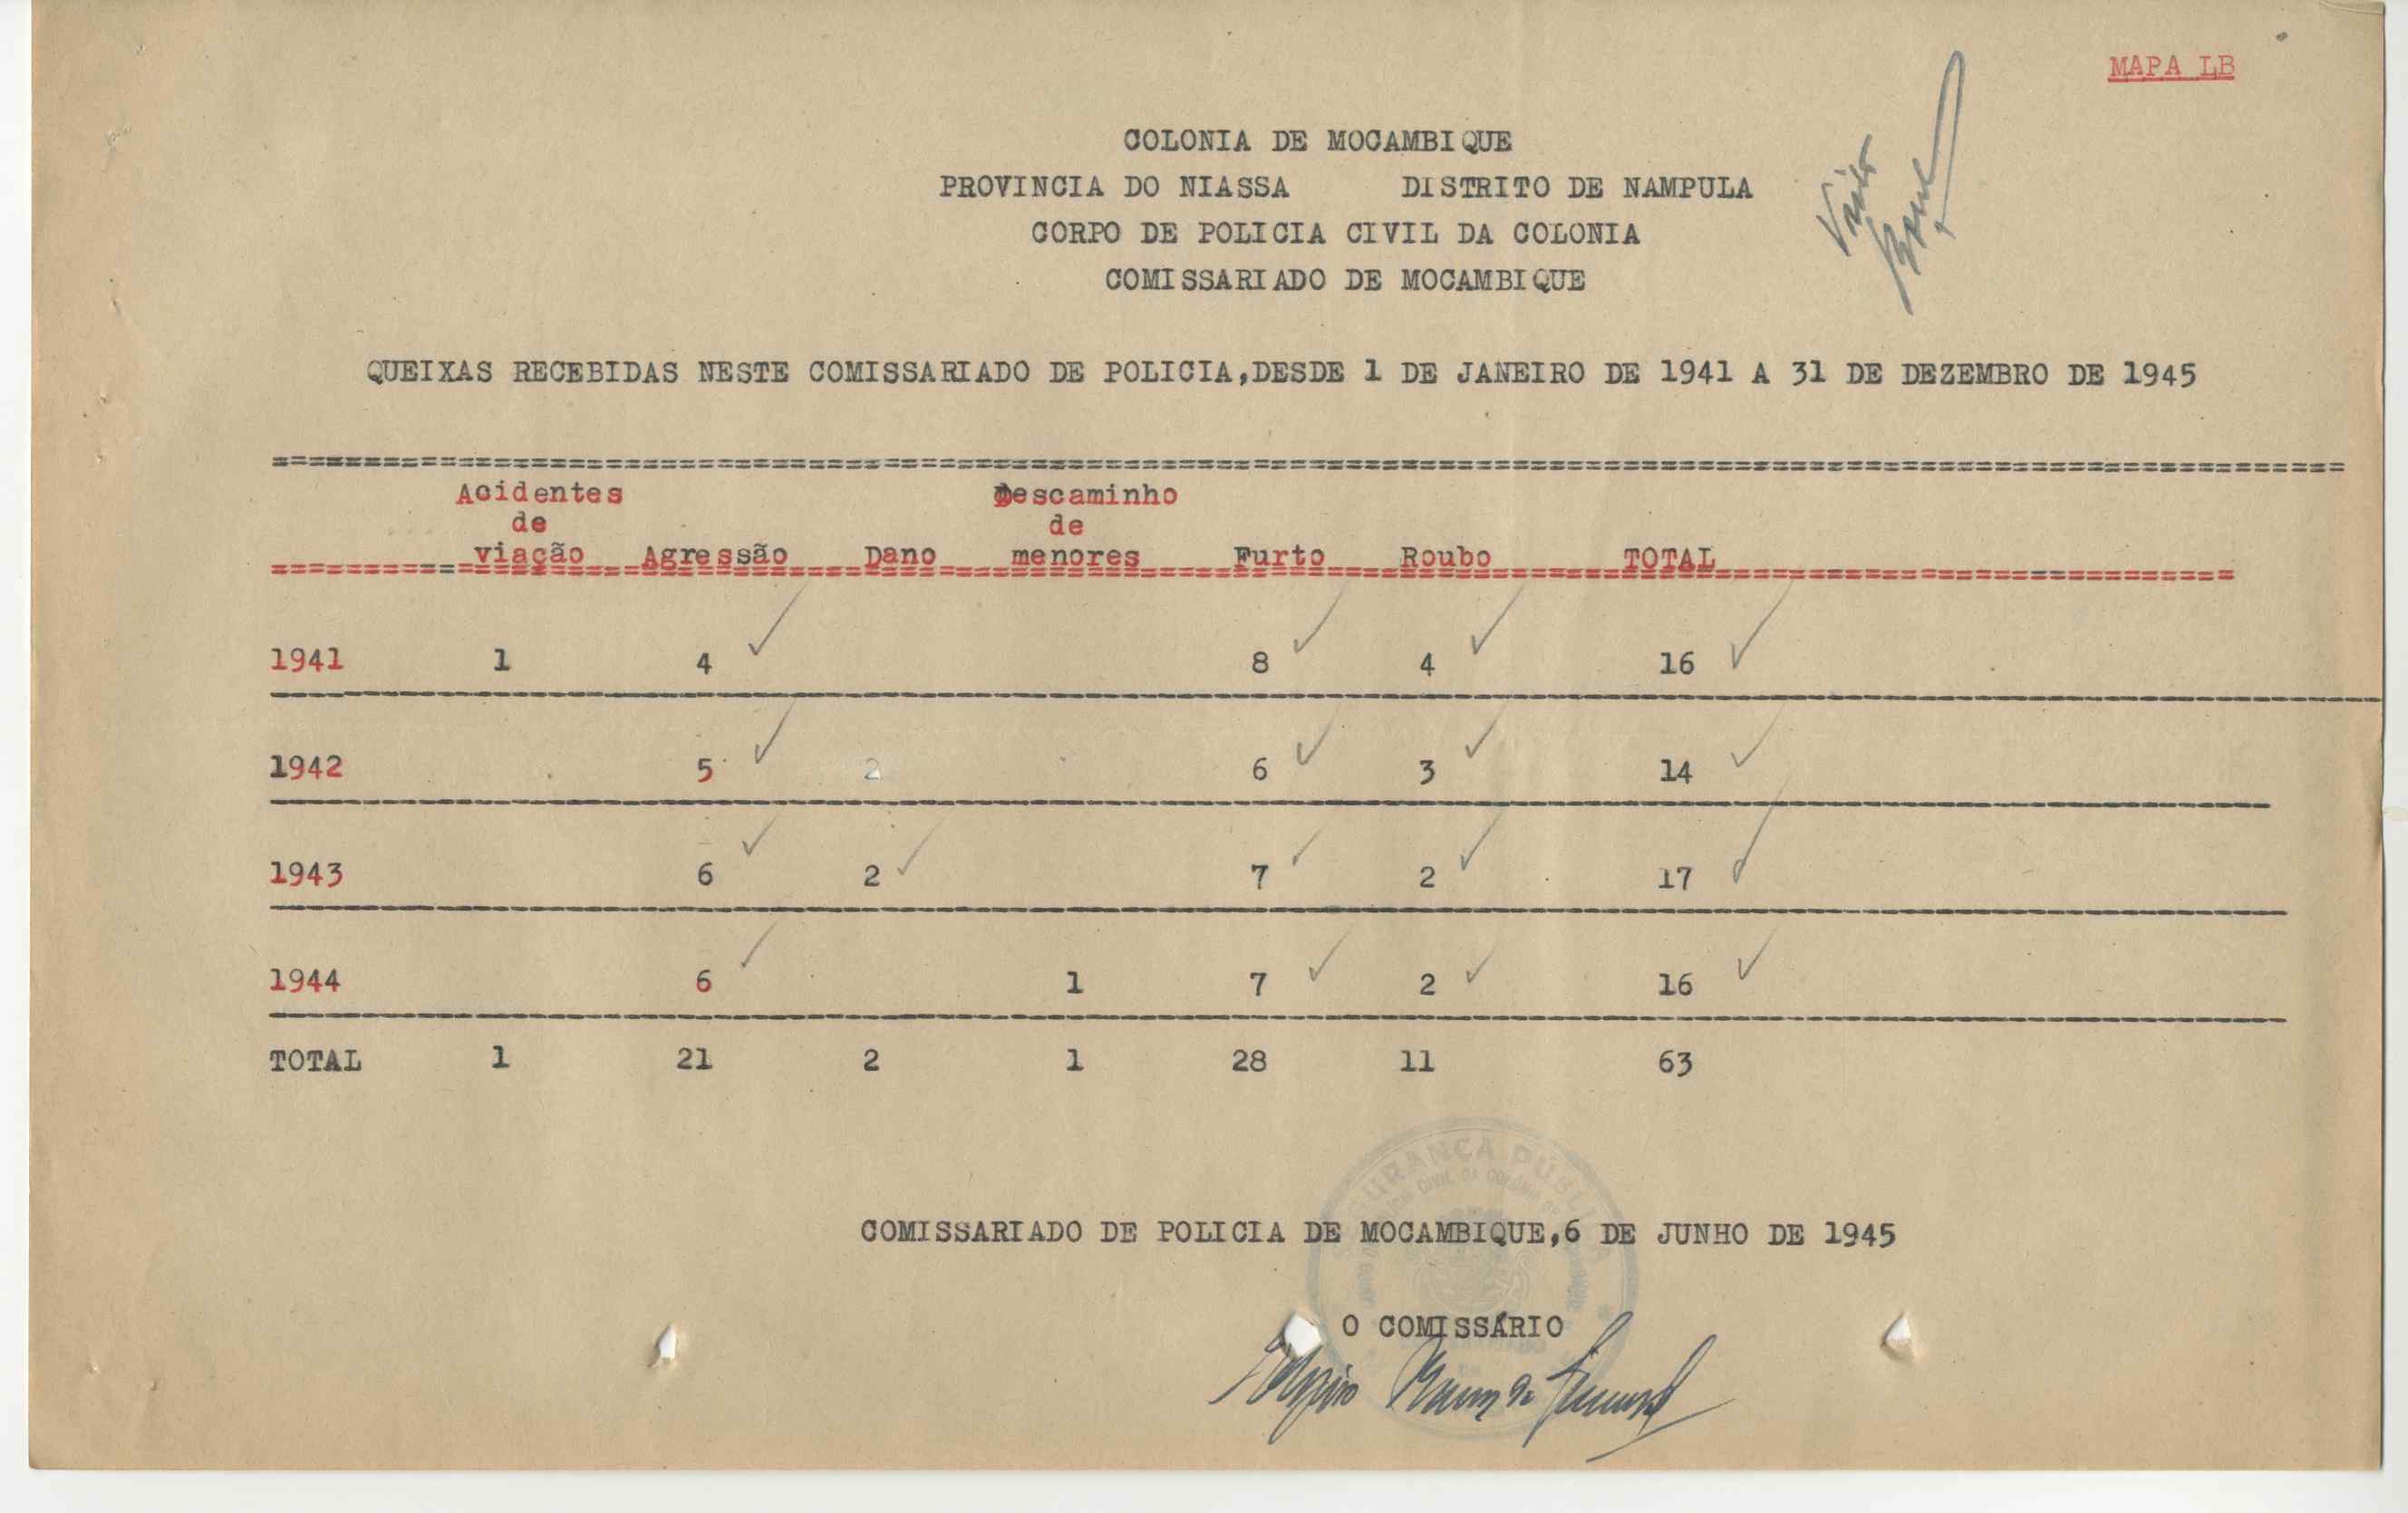 MAPA LB
COLONIA DE MOCAMBIQUE
PROVINCIA DO NIASSA DISTRITO DE NAMPULA
CORPO DE POLICIA CIVIL DA COLONIA
COMISSARIADO DE MOCAMBIQUE
Visto
QUEIXAS RECEBIDAS NESTE COMISSARIADO DE POLICIA,DESDE 1 DE JANEIRO DE 1941 A 31 DE DEZEMBRO DE 1945
Acidentes Descaminho
de de
viação Agressão Dano menores Furto Roubo TOTAL
1941 1 4 8 4 16
1942 5 2 6 3 14
1943 6 2 7 2 17
1944 6 1 7 2 16
TOTAL 1 21 2 1 28 11 63
COMISSARIADO DE POLICIA DE MOCAMBIQUE,6 DE JUNHO DE 1945
O COMISSÁRIO